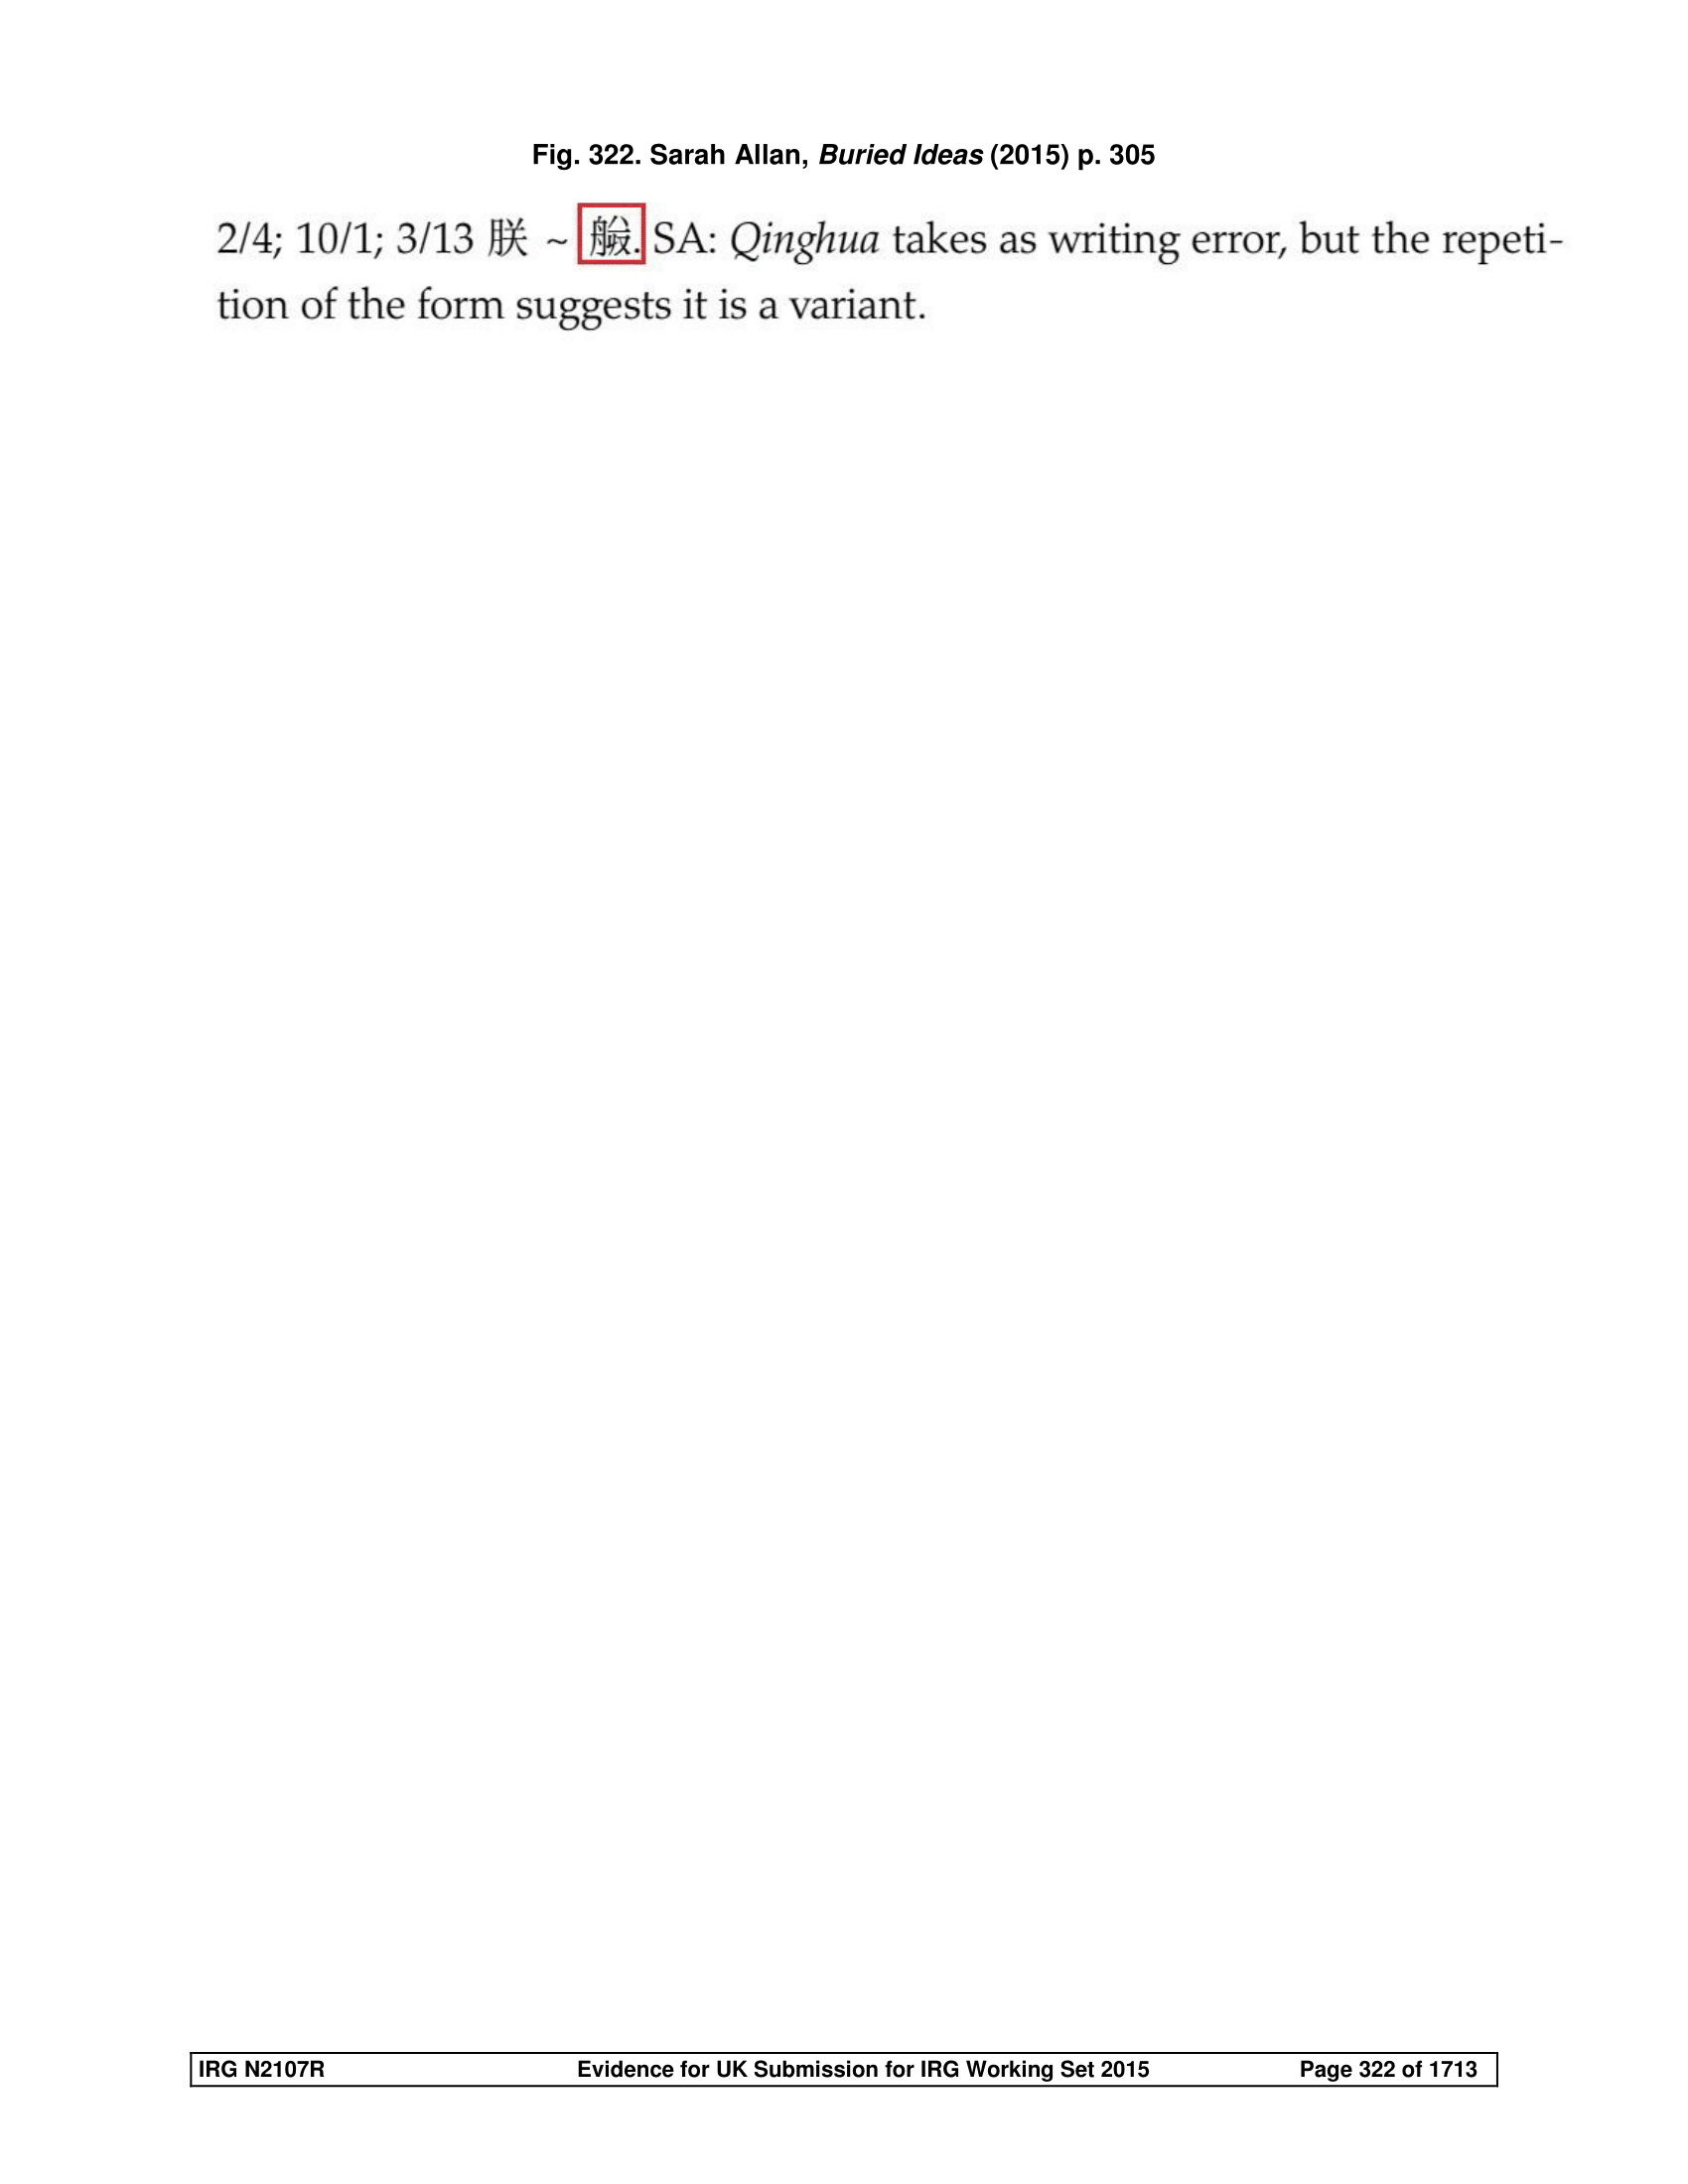 Fig. 322. Sarah Allan, Buried Ideas (2015) p. 305
2/4; 10/1; 3/13 朕 ~ . SA: Qinghua takes as writing error, but the repeti-
tion of the form suggests it is a variant.
IRG N2107R Evidence for UK Submission for IRG Working Set 2015 Page 322 of 1713